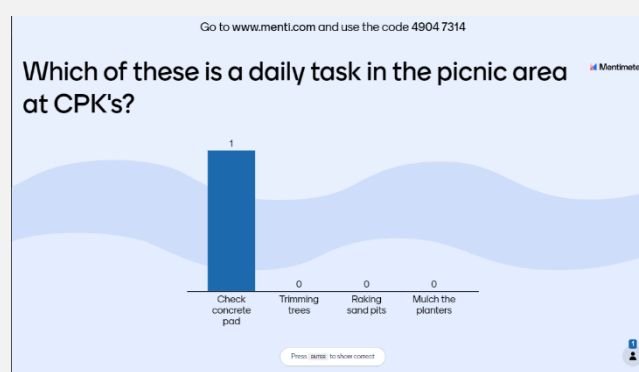 Go to www.menti.com and use the code 4904 7314
Which of these is a daily task in the picnic area
at CPK's?
Mentimete
1
0
0
0
Check
concrete
pad
Trimming
trees
Raking
sand pits
Mulch the
planters
Press ENTER to show correct
1